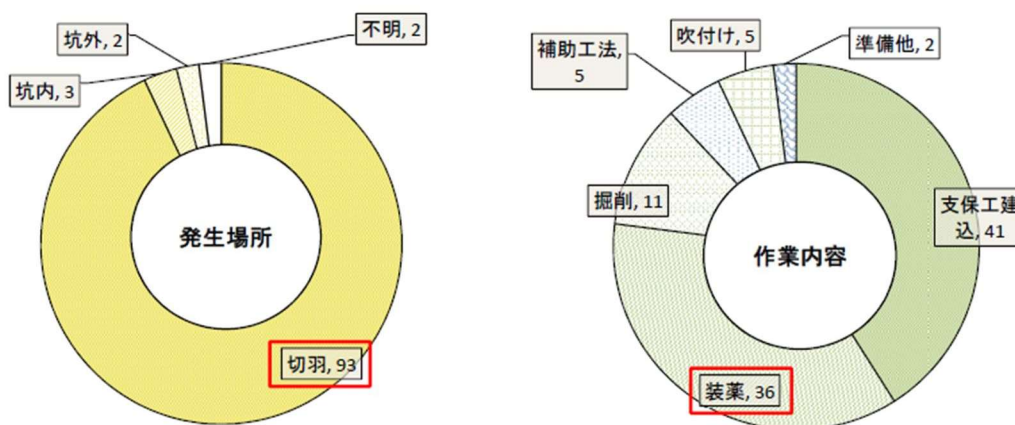 不明, 2
坑外, 2
坑内, 3
発生場所
切羽, 93
準備他, 2
吹付け, 5
補助工法,
5
掘削, 11
支保工建
込, 41
作業内容
装薬, 36